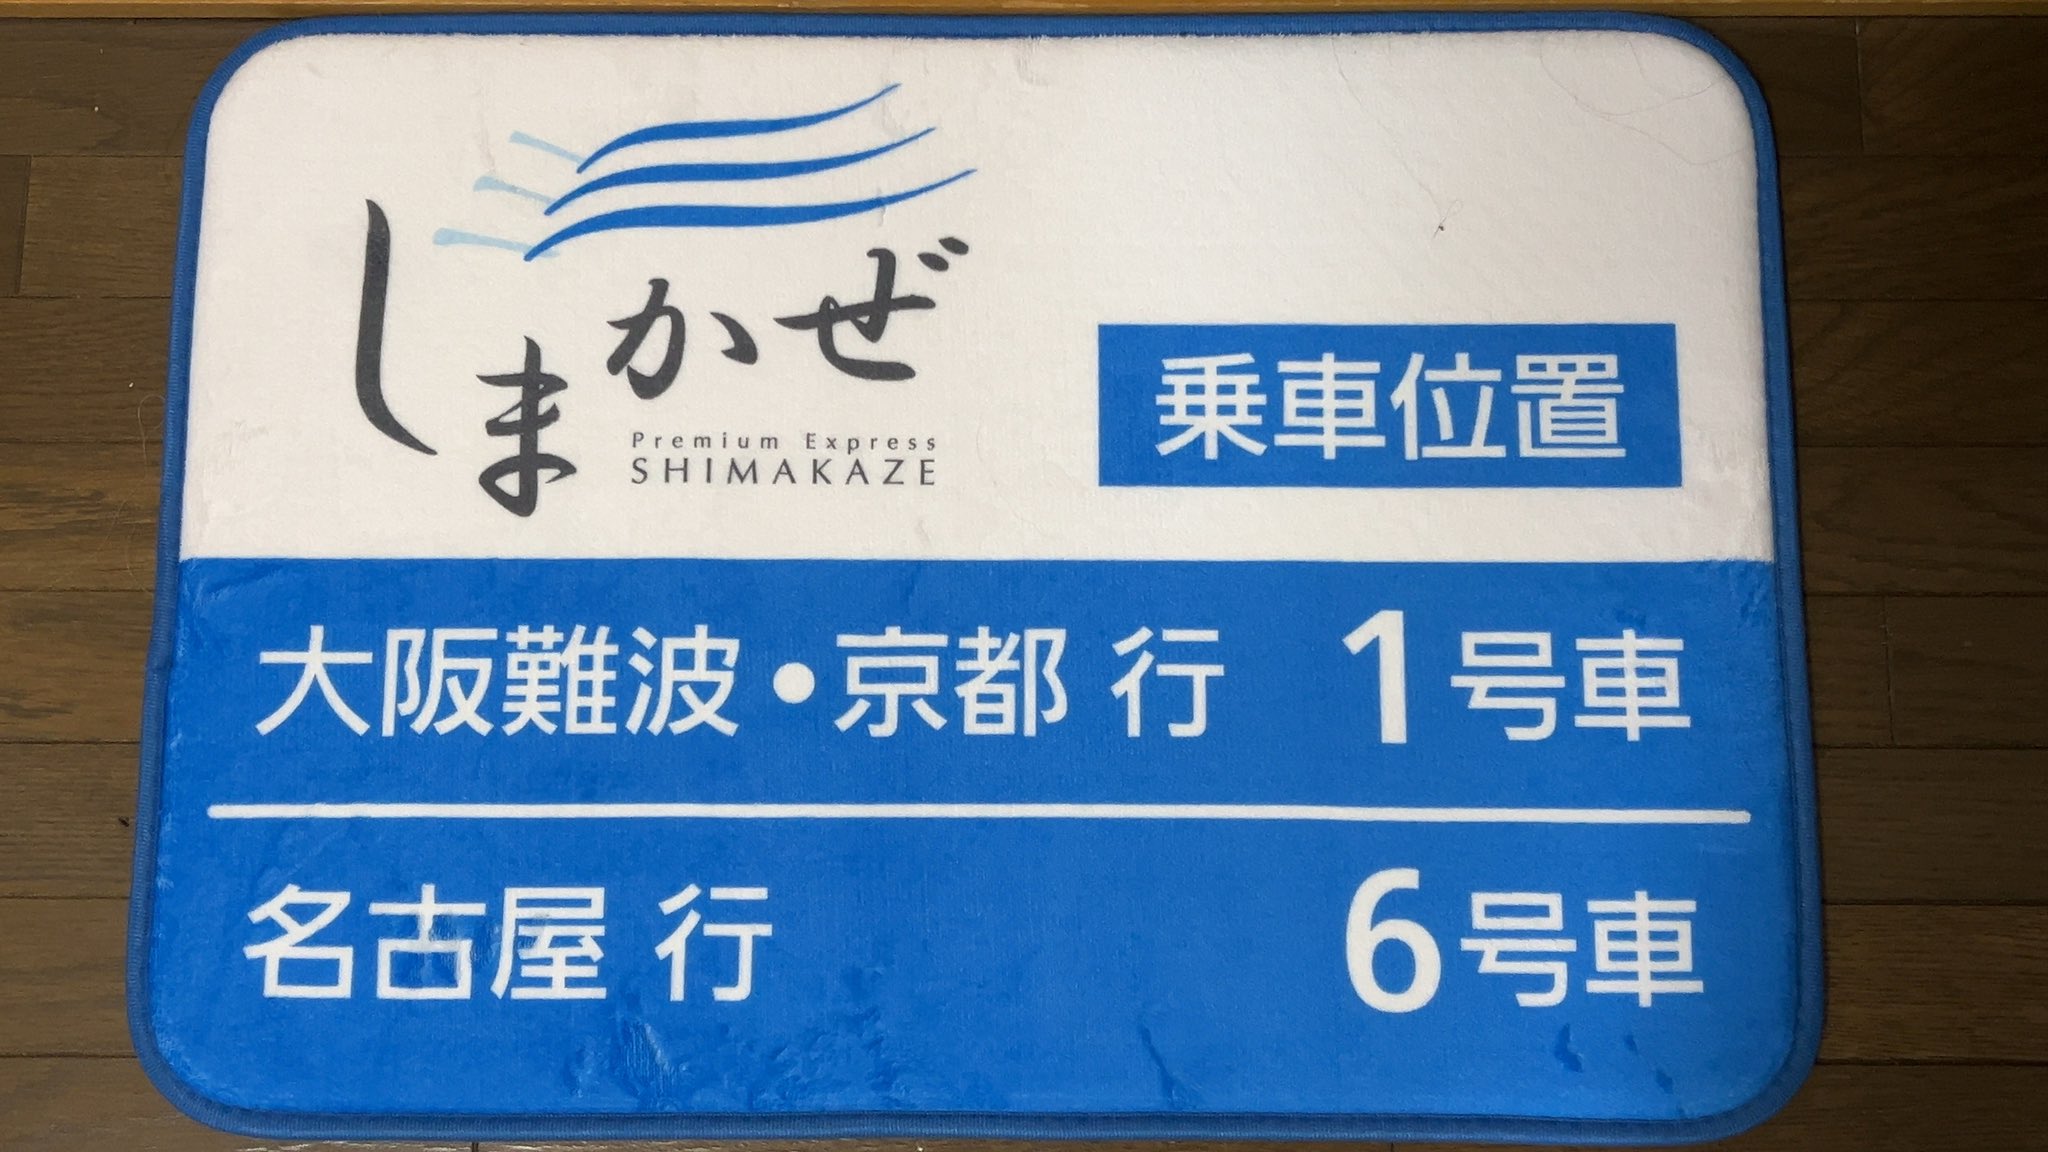 しまかぜ
Premium Express
SHIMAKAZE
乗車位置
大阪難波・京都 行 1号車
名古屋 行 6号車